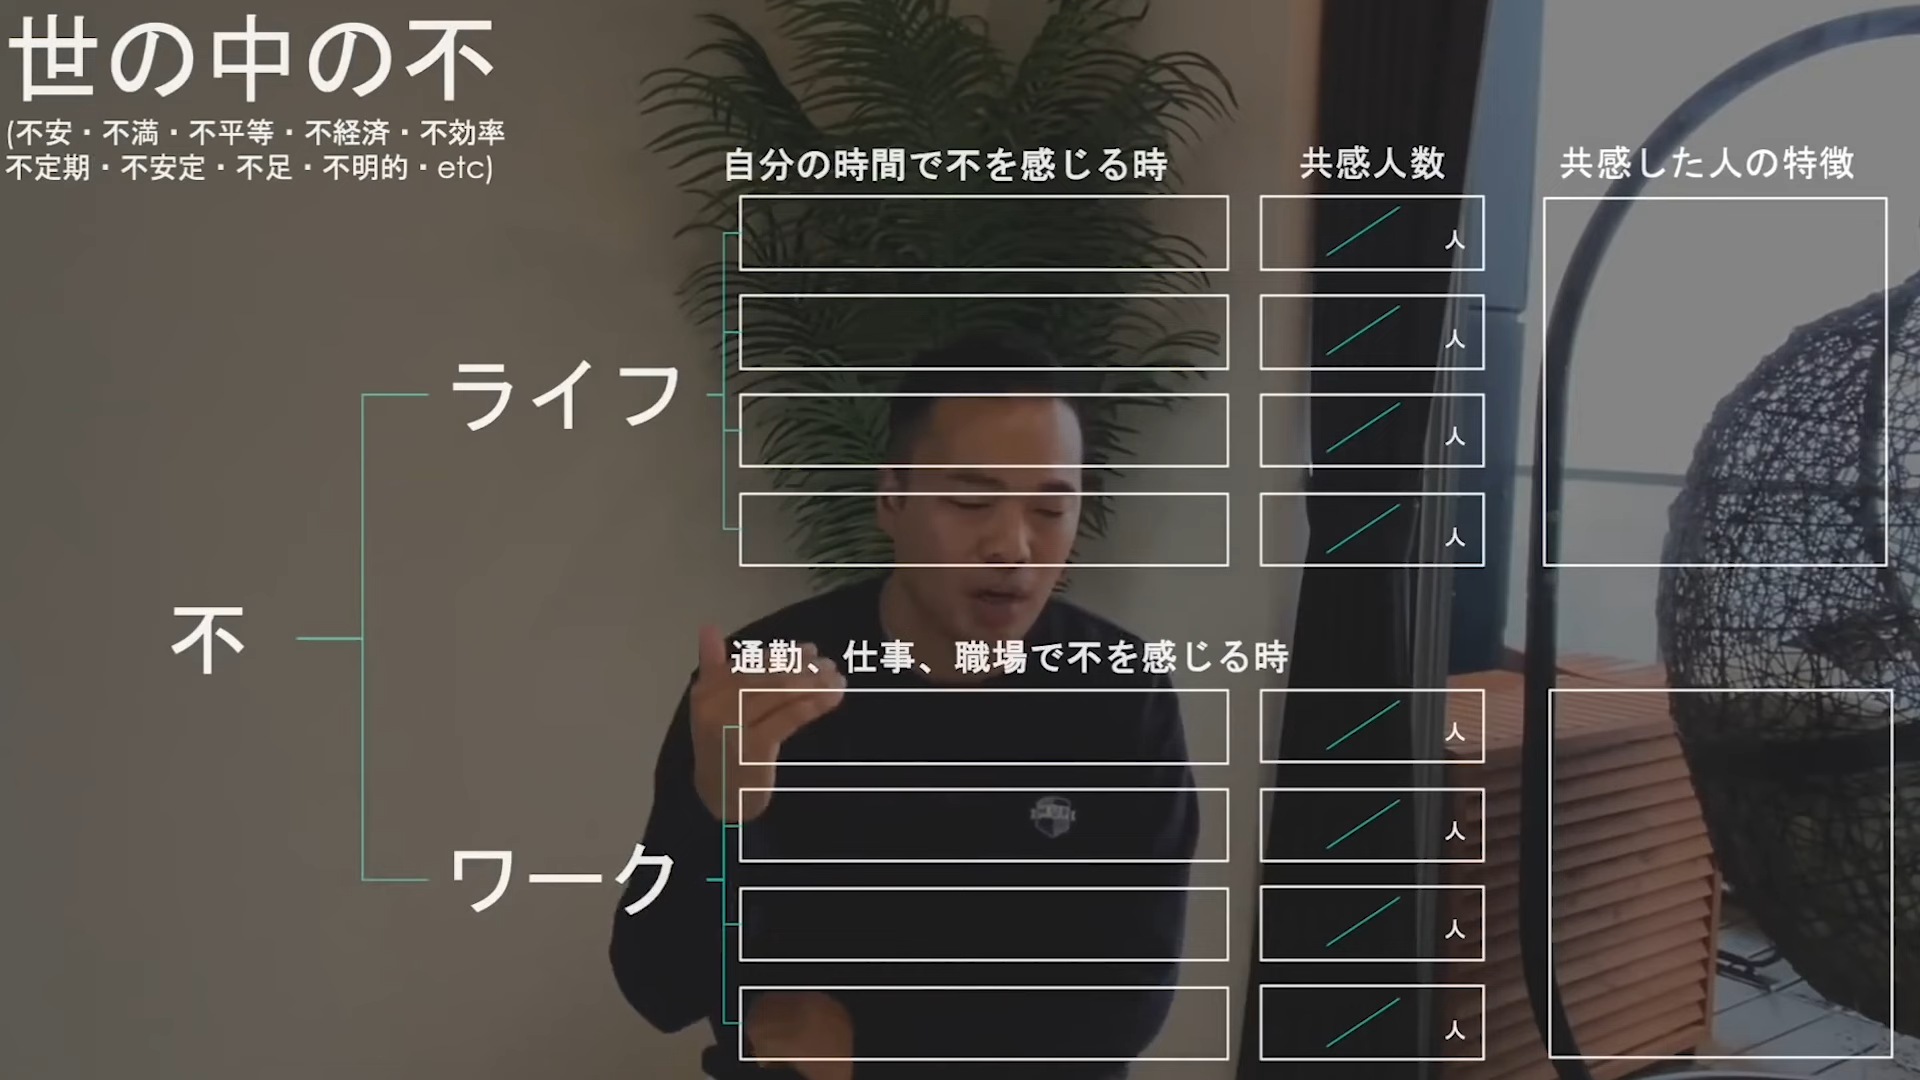 世の中の不
(不安・不満・不平等・不経済・不効率
不定期・不安定・不足・不明的・etc)
自分の時間で不を感じる時
共感人数
共感した人の特徴
人
人
ライフ
人
人
不
通勤、仕事、職場で不を感じる時
人
人
ワーク
人
人